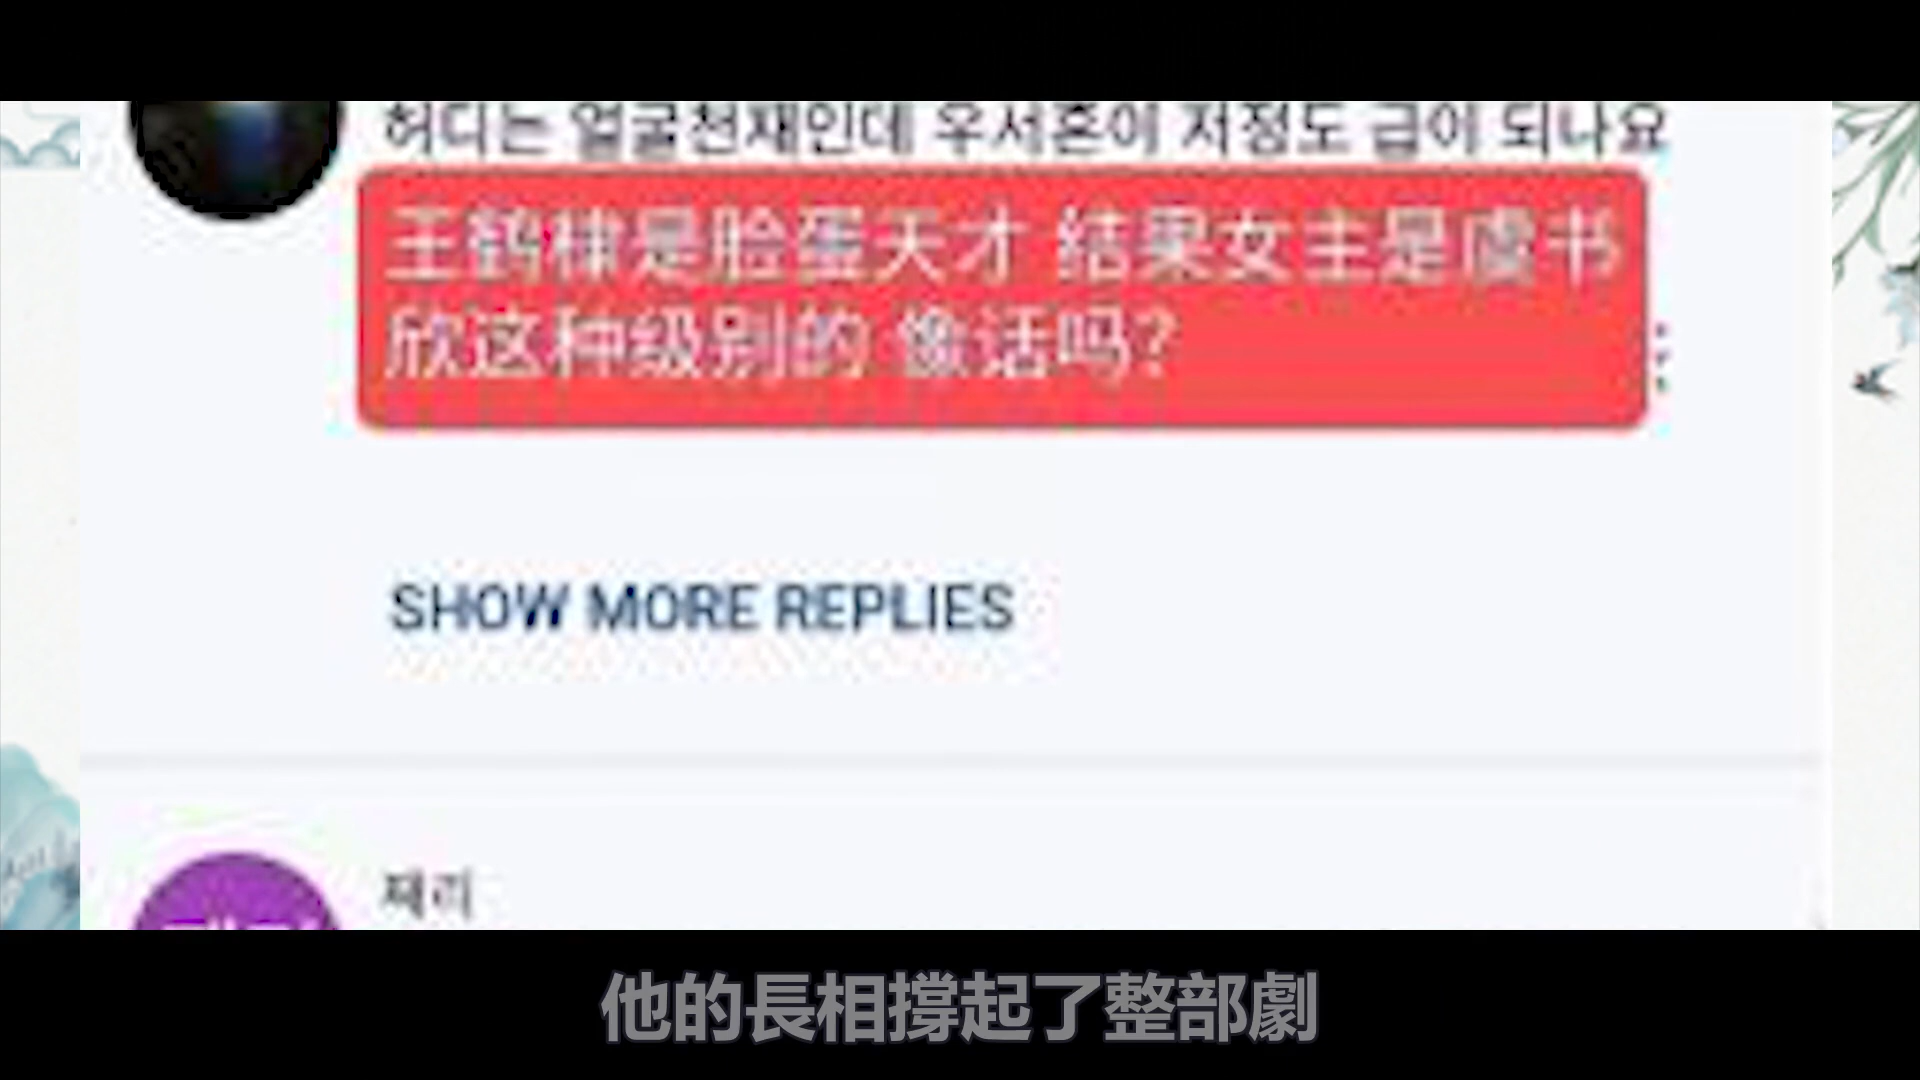 허디는 얼굴천재인데 우서흔이 저정도 급이 되나요
王鹤棣是脸蛋天才 结果女主是虞书
欣这种级别的 像话吗?
SHOW MORE REPLIES
째리
他的長相撐起了整部劇